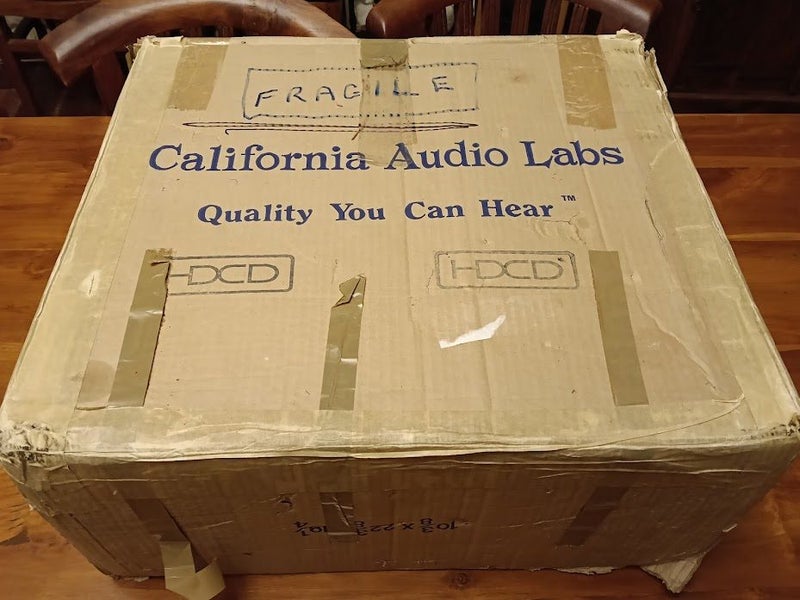 FRAGILE
California Audio Labs
Quality You Can Hear™
HDCD HDCD®